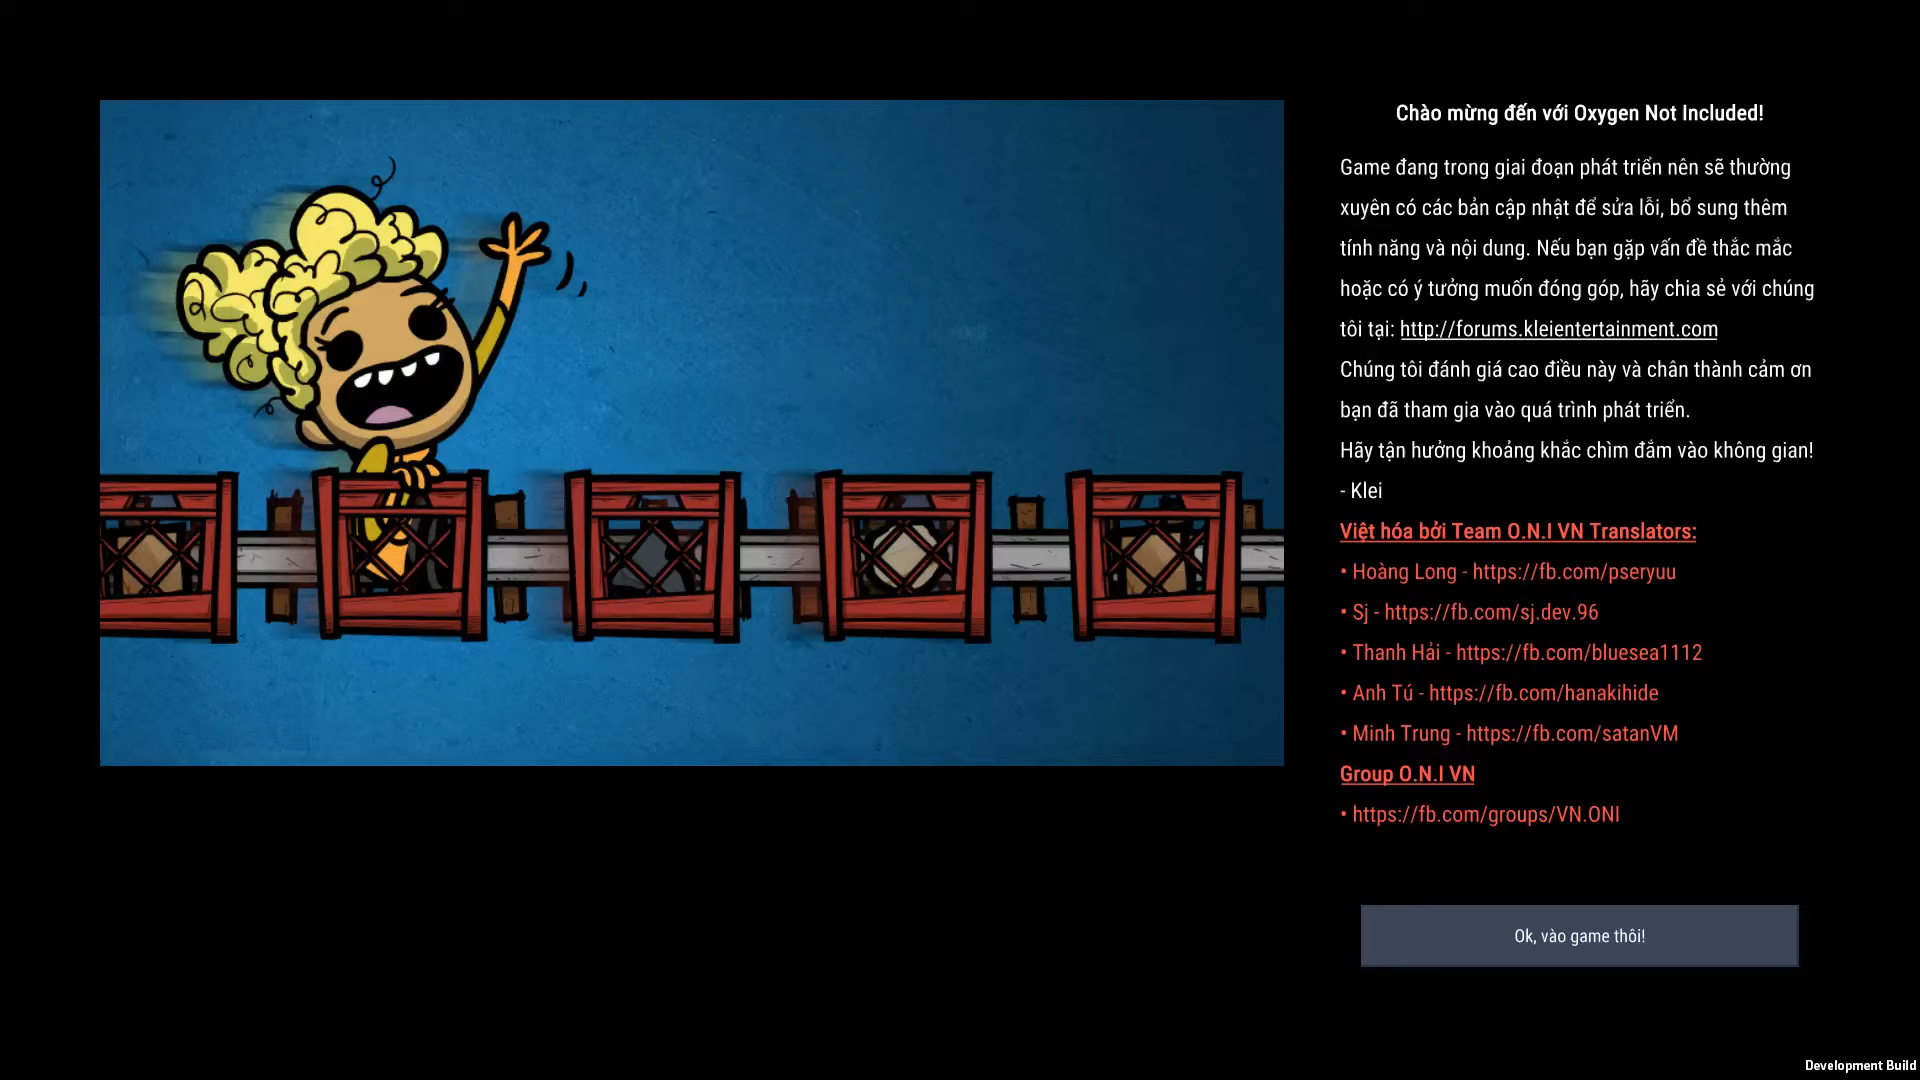 Chào mừng đến với Oxygen Not Included!
Game đang trong giai đoạn phát triển nên sẽ thường
xuyên có các bản cập nhật để sửa lỗi, bổ sung thêm
tính năng và nội dung. Nếu bạn gặp vấn đề thắc mắc
hoặc có ý tưởng muốn đóng góp, hãy chia sẻ với chúng
tôi tại: http://forums.kleientertainment.com
Chúng tôi đánh giá cao điều này và chân thành cảm ơn
bạn đã tham gia vào quá trình phát triển.
Hãy tận hưởng khoảng khắc chìm đắm vào không gian!
- Klei
Việt hóa bởi Team O.N.I VN Translators:
• Hoàng Long - https://fb.com/pseryuu
• Sj - https://fb.com/sj.dev.96
• Thanh Hải - https://fb.com/bluesea1112
• Anh Tú - https://fb.com/hanakihide
• Minh Trung - https://fb.com/satanVM
Group O.N.I VN
• https://fb.com/groups/VN.ONI
Ok, vào game thôi!
Development Build